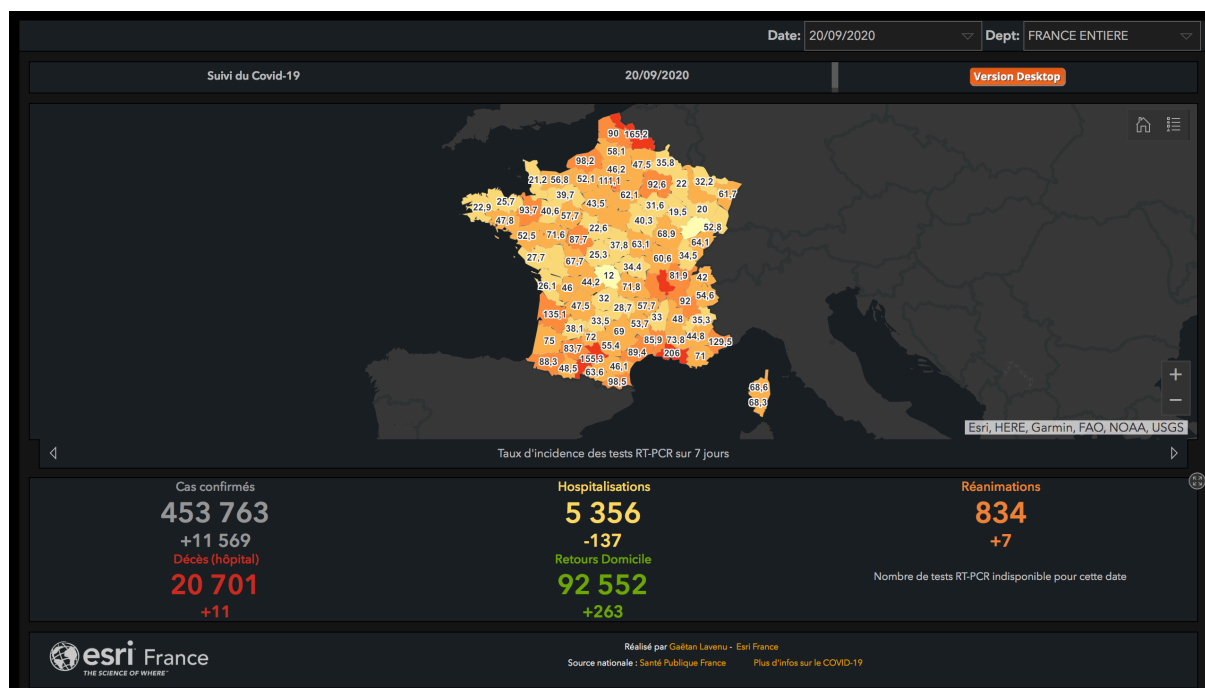 Date: 20/09/2020 Dept: FRANCE ENTIERE
Suivi du Covid-19 20/09/2020 Version Desktop
90 165,2
58,1
98,2 46,2 47,5 35,8
21,2 56,8 52,1 111,1 92,6 22 32,2
39,7 62,1 61,7
22,9 25,7 93,7 40,6 57,7 43,5 31,6 19,5 20
47,8 22,6 40,3 52,8
52,5 71,6 87,7 37,8 63,1 68,9 64,1
27,7 67,7 25,3 34,4 60,6 34,5
26,1 46 44,2 12 71,8 81,9 42
47,5 32 28,7 57,7 92 54,6
135,1 33,5 53,7 33 48 35,3
38,1 72 69
75 83,7 55,4 85,9 73,8 44,8 129,5
88,3 155,3 89,4 206 71
48,5 63,6 46,1
98,5
68,6
68,3
+
−
Esri, HERE, Garmin, FAO, NOAA, USGS
Taux d'incidence des tests RT-PCR sur 7 jours
Cas confirmés Hospitalisations Réanimations
453 763 5 356 834
+11 569 -137 +7
Décès (hôpital) Retours Domicile
20 701 92 552 Nombre de tests RT-PCR indisponible pour cette date
+11 +263
esri France
THE SCIENCE OF WHERE™
Réalisé par Gaëtan Lavenu - Esri France
Source nationale : Santé Publique France Plus d'infos sur le COVID-19